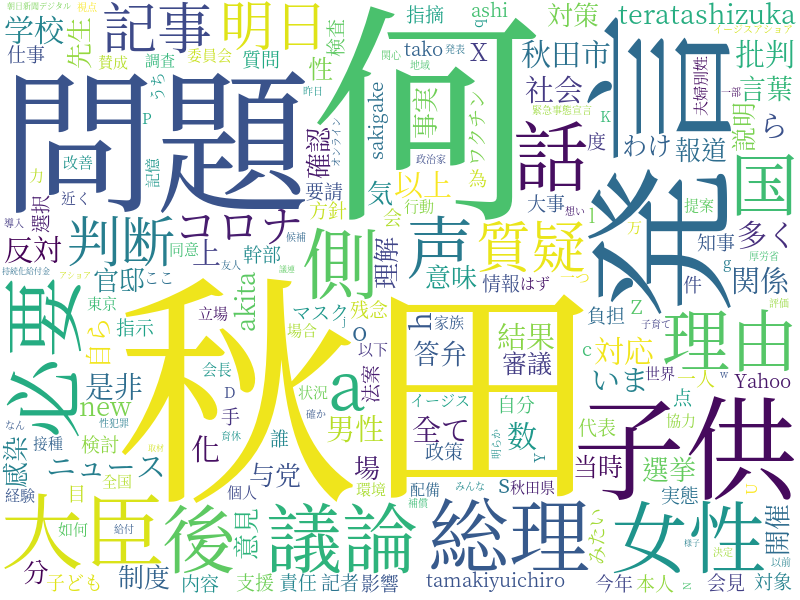 朝日新聞デジタル
視点
学校
先生
記事
明日
仕事
賛成
調査
委員会
質問
性
検査
指摘
ashi
q
対策
teratashizuka
イージスアショア
関心
発表
tako
X
秋田市
批判
地域
昨日
うち
P
問題
何
発信
事実
sakigake
ワクチン
社会
言葉
夫婦別姓
一部
緊急事態宣言
K
説明
ら
確認
オンライン
話
度
わけ
報道
改善
記憶
政治家
力
近く
要請
気
以上
為
国
選択
方針
会
行動
大事
想い
l
提案
導入
コロナ
判断
側
声
質疑
万
知事
多く
反対
上
同意
幹部
候補
理解
意味
情報
はず
一つ
g
厚労省
持続化給付金
アショア
官邸
ここ
友人
議連
関係
必要
東京
akita
マスク
残念
件
立場
場合
j
家族
o
h
結果
負担
Z
子育て
評価
自ら
指示
秋田
a
以下
答弁
審議
c
対応
理由
会長
状況
法案
イージス
自分
いま
世界
一人
w
Yahoo
是非
new
D
手
男性
全て
数
点
なん
性犯罪
確か
化
政策
Y
代表
協力
子供
感染
接種
検討
育休
取材
誰
与党
場
明らか
s
当時
選挙
経験
ニュース
目
全国
個人
環境
配備
みんな
秋田県
実態
り
大臣
後
議論
総理
補償
みたい
女性
開催
如何
給付
意見
様子
決定
以前
分
子ども
制度
内容
支援
責任
記者
影響
tamakiyuichiro
今年
本人
N
会見
対象